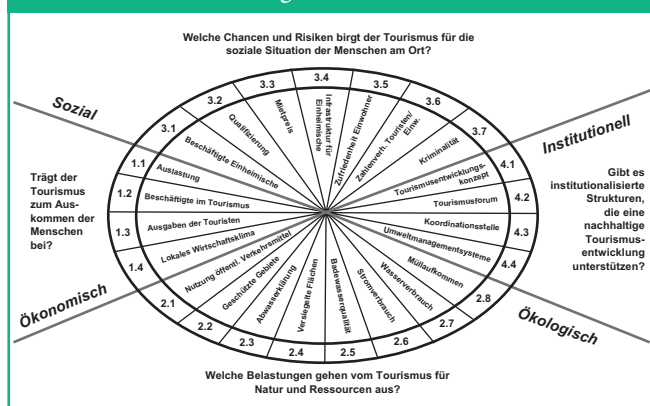 Welche Chancen und Risiken birgt der Tourismus für die
soziale Situation der Menschen am Ort?
Sozial
Institutionell
Ökonomisch
Ökologisch
Trägt der
Tourismus
zum Aus-
kommen der
Menschen
bei?
Gibt es
institutionalisierte
Strukturen,
die eine
nachhaltige
Tourismus-
entwicklung
unterstützen?
1.1
Auslastung
1.2
Beschäftigte im Tourismus
1.3
Ausgaben der Touristen
1.4
Lokales Wirtschaftsklima
2.1
Nutzung öffentl. Verkehrsmittel
2.2
Geschützte Gebiete
2.3
Abwasserklärung
2.4
Versiegelte Flächen
2.5
Badewasserqualität
2.6
Stromverbrauch
2.7
Wasserverbrauch
2.8
Müllaufkommen
3.1
Beschäftigte Einheimische
3.2
Qualifizierung
3.3
Mietpreis
3.4
Infrastruktur für
Einheimische
3.5
Zufriedenheit Einwohner
3.6
Zahlenverh. Touristen/
Einw.
3.7
Kriminalität
4.1
Tourismusentwicklungs-
konzept
4.2
Tourismusforum
4.3
Koordinationsstelle
4.4
Umweltmanagementsysteme
Welche Belastungen gehen vom Tourismus für
Natur und Ressourcen aus?